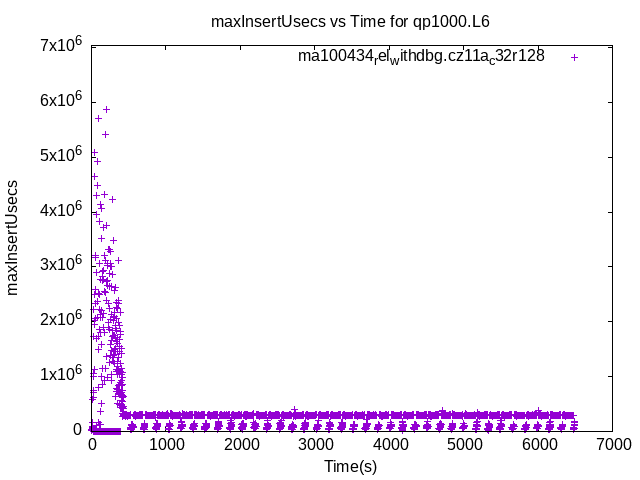 maxInsertUsecs vs Time for qp1000.L6
ma100434relwithdbg.cz11ac32r128
7x10^6
6x10^6
5x10^6
4x10^6
3x10^6
2x10^6
1x10^6
0
maxInsertUsecs
0 1000 2000 3000 4000 5000 6000 7000
Time(s)